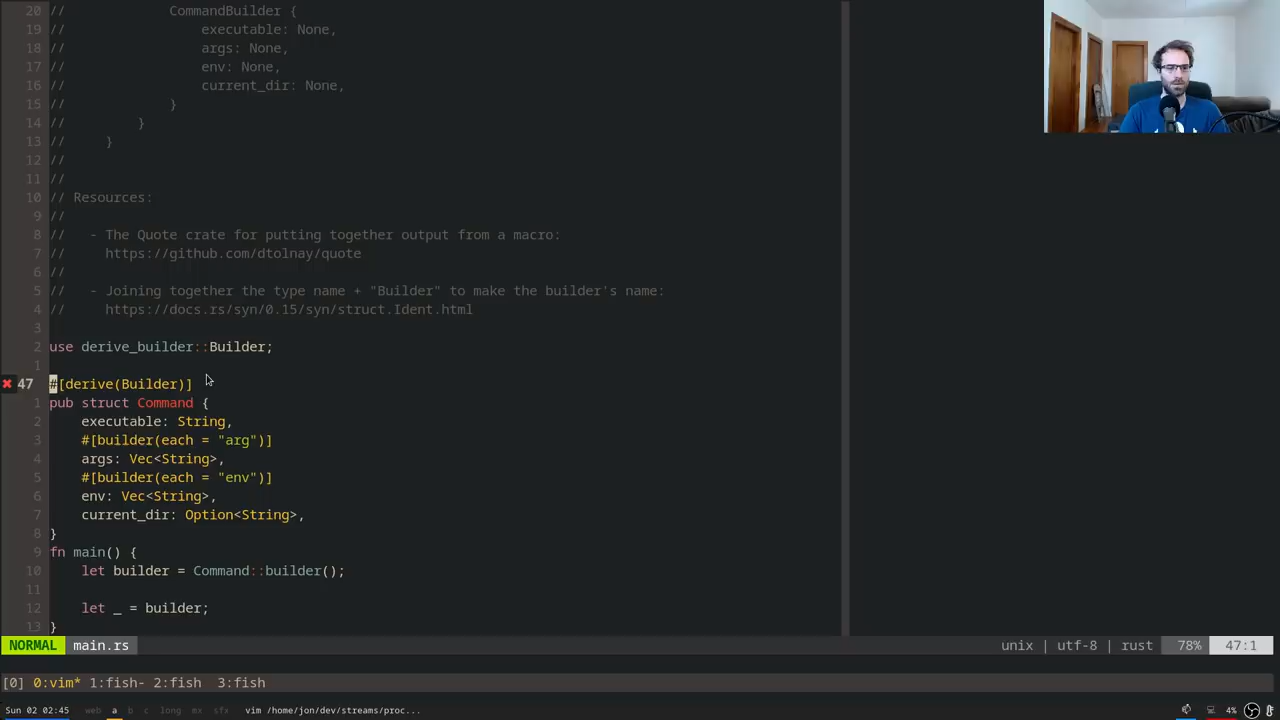 20 //             CommandBuilder {
19 //                 executable: None,
18 //                 args: None,
17 //                 env: None,
16 //                 current_dir: None,
15 //             }
14 //         }
13 //     }
12 //
11 //
10 // Resources:
9 //
8 //   - The Quote crate for putting together output from a macro:
7 //     https://github.com/dtolnay/quote
6 //
5 //   - Joining together the type name + "Builder" to make the builder's name:
4 //     https://docs.rs/syn/0.15/syn/struct.Ident.html
3
2 use derive_builder::Builder;
1
47 #[derive(Builder)]
1 pub struct Command {
2     executable: String,
3     #[builder(each = "arg")]
4     args: Vec<String>,
5     #[builder(each = "env")]
6     env: Vec<String>,
7     current_dir: Option<String>,
8 }
9 fn main() {
10     let builder = Command::builder();
11
12     let _ = builder;
13 }
NORMAL main.rs unix | utf-8 | rust 78% 47:1
[0] 0:vim* 1:fish- 2:fish 3:fish
Sun 02 02:45 web a b c long mx sfx vim /home/jon/dev/streams/proc... 4%